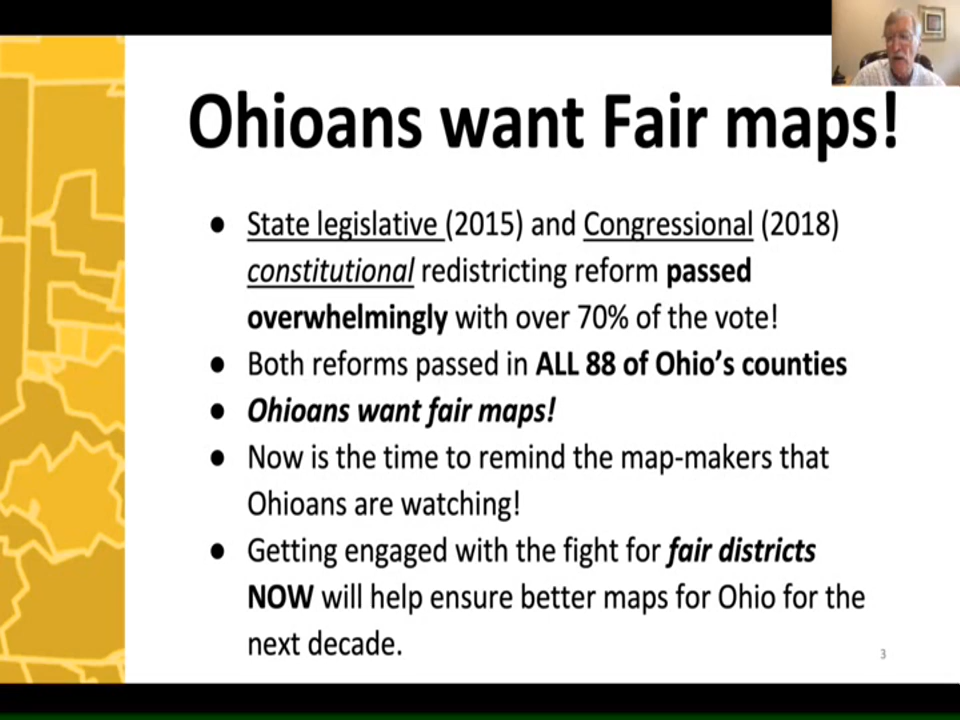 Ohioans want Fair maps!
● State legislative (2015) and Congressional (2018)
constitutional redistricting reform passed
overwhelmingly with over 70% of the vote!
● Both reforms passed in ALL 88 of Ohio's counties
● Ohioans want fair maps!
● Now is the time to remind the map-makers that
Ohioans are watching!
● Getting engaged with the fight for fair districts
NOW will help ensure better maps for Ohio for the
next decade.
3